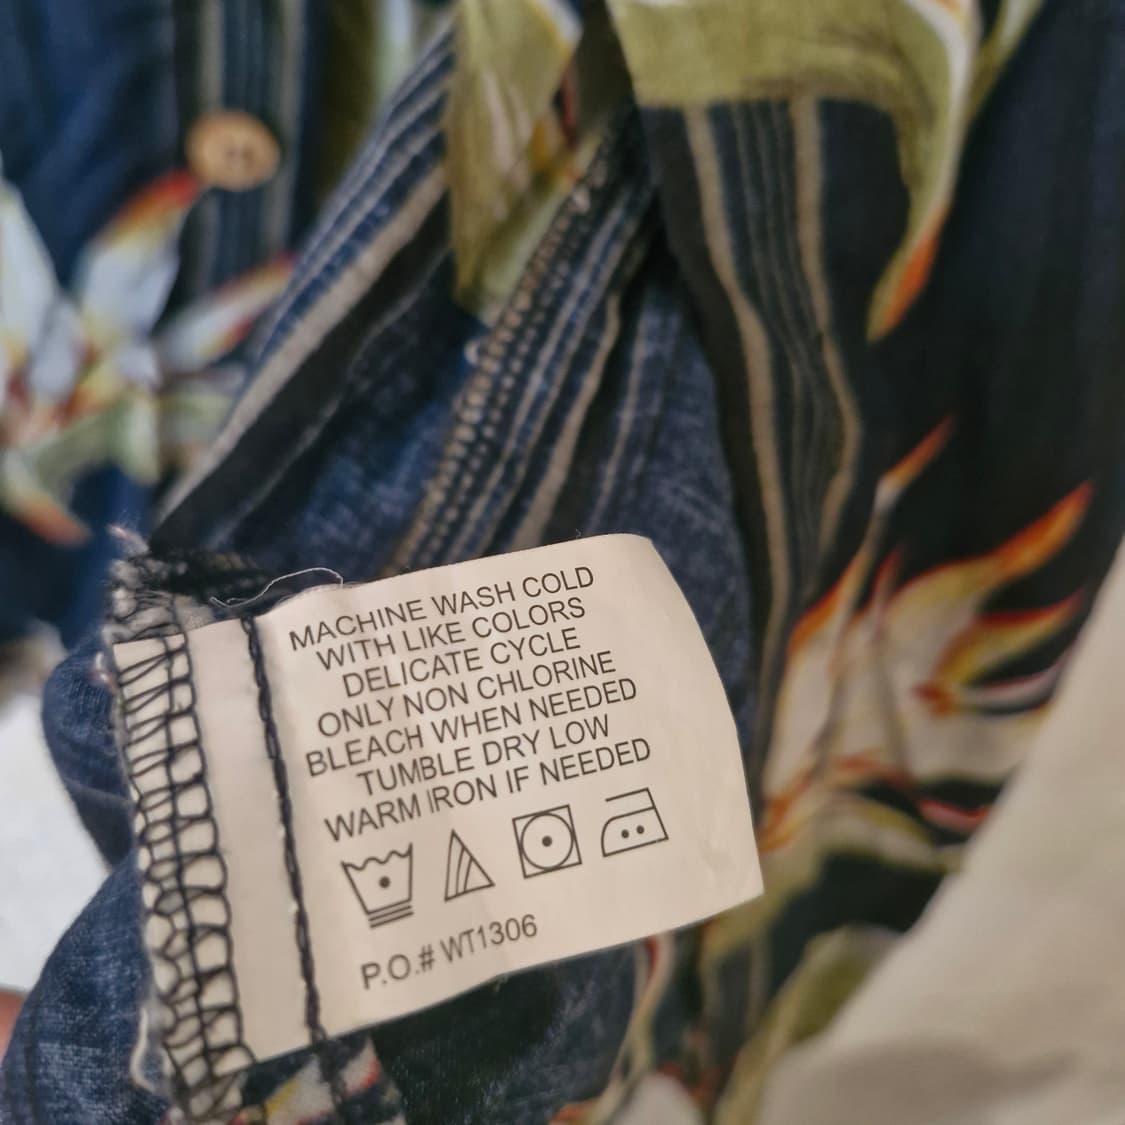 MACHINE WASH COLD
WITH LIKE COLORS
DELICATE CYCLE
ONLY NON CHLORINE
BLEACH WHEN NEEDED
TUMBLE DRY LOW
WARM IRON IF NEEDED
P.O.# WT1306